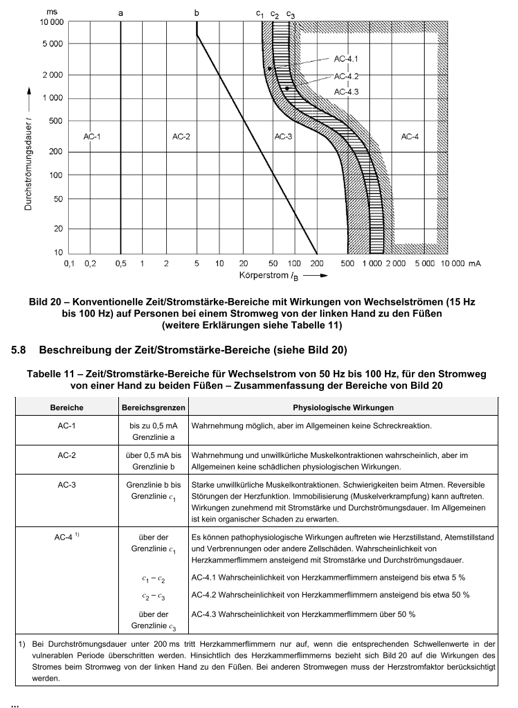 ms
a
b
c1 c2 c3
10 000
5 000
2 000
1 000
500
200
100
50
20
10
Durchströmungsdauer t
AC-4.1
AC-4.2
AC-4.3
AC-1
AC-2
AC-3
AC-4
0,1 0,2 0,5 1 2 5 10 20 50 100 200 500 1 000 2 000 5 000 10 000 mA
Körperstrom IB
Bild 20 – Konventionelle Zeit/Stromstärke-Bereiche mit Wirkungen von Wechselströmen (15 Hz
bis 100 Hz) auf Personen bei einem Stromweg von der linken Hand zu den Füßen
(weitere Erklärungen siehe Tabelle 11)
5.8 Beschreibung der Zeit/Stromstärke-Bereiche (siehe Bild 20)
Tabelle 11 – Zeit/Stromstärke-Bereiche für Wechselstrom von 50 Hz bis 100 Hz, für den Stromweg
von einer Hand zu beiden Füßen – Zusammenfassung der Bereiche von Bild 20
Bereiche Bereichsgrenzen Physiologische Wirkungen
AC-1 bis zu 0,5 mA Wahrnehmung möglich, aber im Allgemeinen keine Schreckreaktion.
Grenzlinie a
AC-2 über 0,5 mA bis Wahrnehmung und unwillkürliche Muskelkontraktionen wahrscheinlich, aber im
Grenzlinie b Allgemeinen keine schädlichen physiologischen Wirkungen.
AC-3 Grenzlinie b bis Starke unwillkürliche Muskelkontraktionen. Schwierigkeiten beim Atmen. Reversible
Grenzlinie c1 Störungen der Herzfunktion. Immobilisierung (Muskelverkrampfung) kann auftreten.
Wirkungen zunehmend mit Stromstärke und Durchströmungsdauer. Im Allgemeinen
ist kein organischer Schaden zu erwarten.
AC-4 1) über der Es können pathophysiologische Wirkungen auftreten wie Herzstillstand, Atemstillstand
Grenzlinie c1 und Verbrennungen oder andere Zellschäden. Wahrscheinlichkeit von
Herzkammerflimmern ansteigend mit Stromstärke und Durchströmungsdauer.
c1 – c2 AC-4.1 Wahrscheinlichkeit von Herzkammerflimmern ansteigend bis etwa 5 %
c2 – c3 AC-4.2 Wahrscheinlichkeit von Herzkammerflimmern ansteigend bis etwa 50 %
über der AC-4.3 Wahrscheinlichkeit von Herzkammerflimmern über 50 %
Grenzlinie c3
1) Bei Durchströmungsdauer unter 200 ms tritt Herzkammerflimmern nur auf, wenn die entsprechenden Schwellenwerte in der
vulnerablen Periode überschritten werden. Hinsichtlich des Herzkammerflimmerns bezieht sich Bild 20 auf die Wirkungen des
Stromes beim Stromweg von der linken Hand zu den Füßen. Bei anderen Stromwegen muss der Herzstromfaktor berücksichtigt
werden.
...